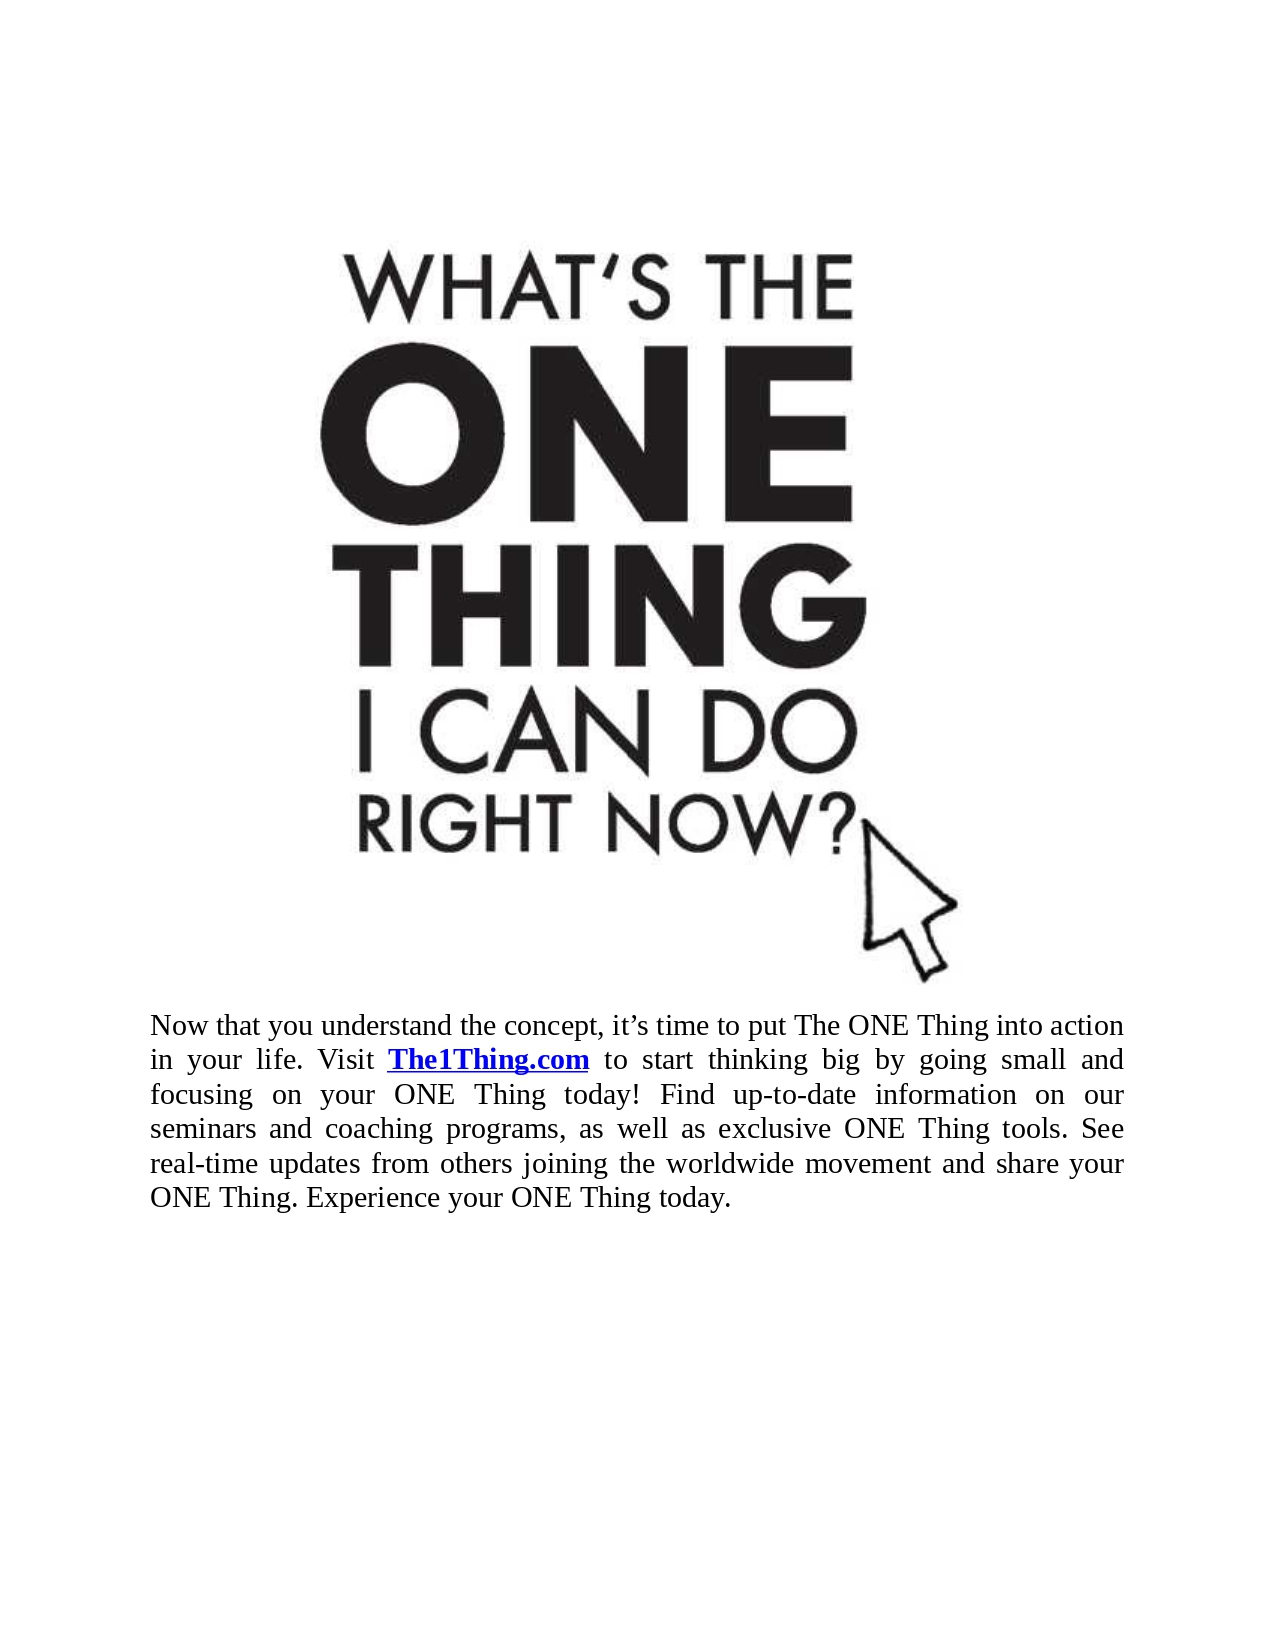 WHAT'S THE
ONE
THING
I CAN DO
RIGHT NOW?
Now that you understand the concept, it’s time to put The ONE Thing into action
in your life. Visit The1Thing.com to start thinking big by going small and
focusing on your ONE Thing today! Find up-to-date information on our
seminars and coaching programs, as well as exclusive ONE Thing tools. See
real-time updates from others joining the worldwide movement and share your
ONE Thing. Experience your ONE Thing today.